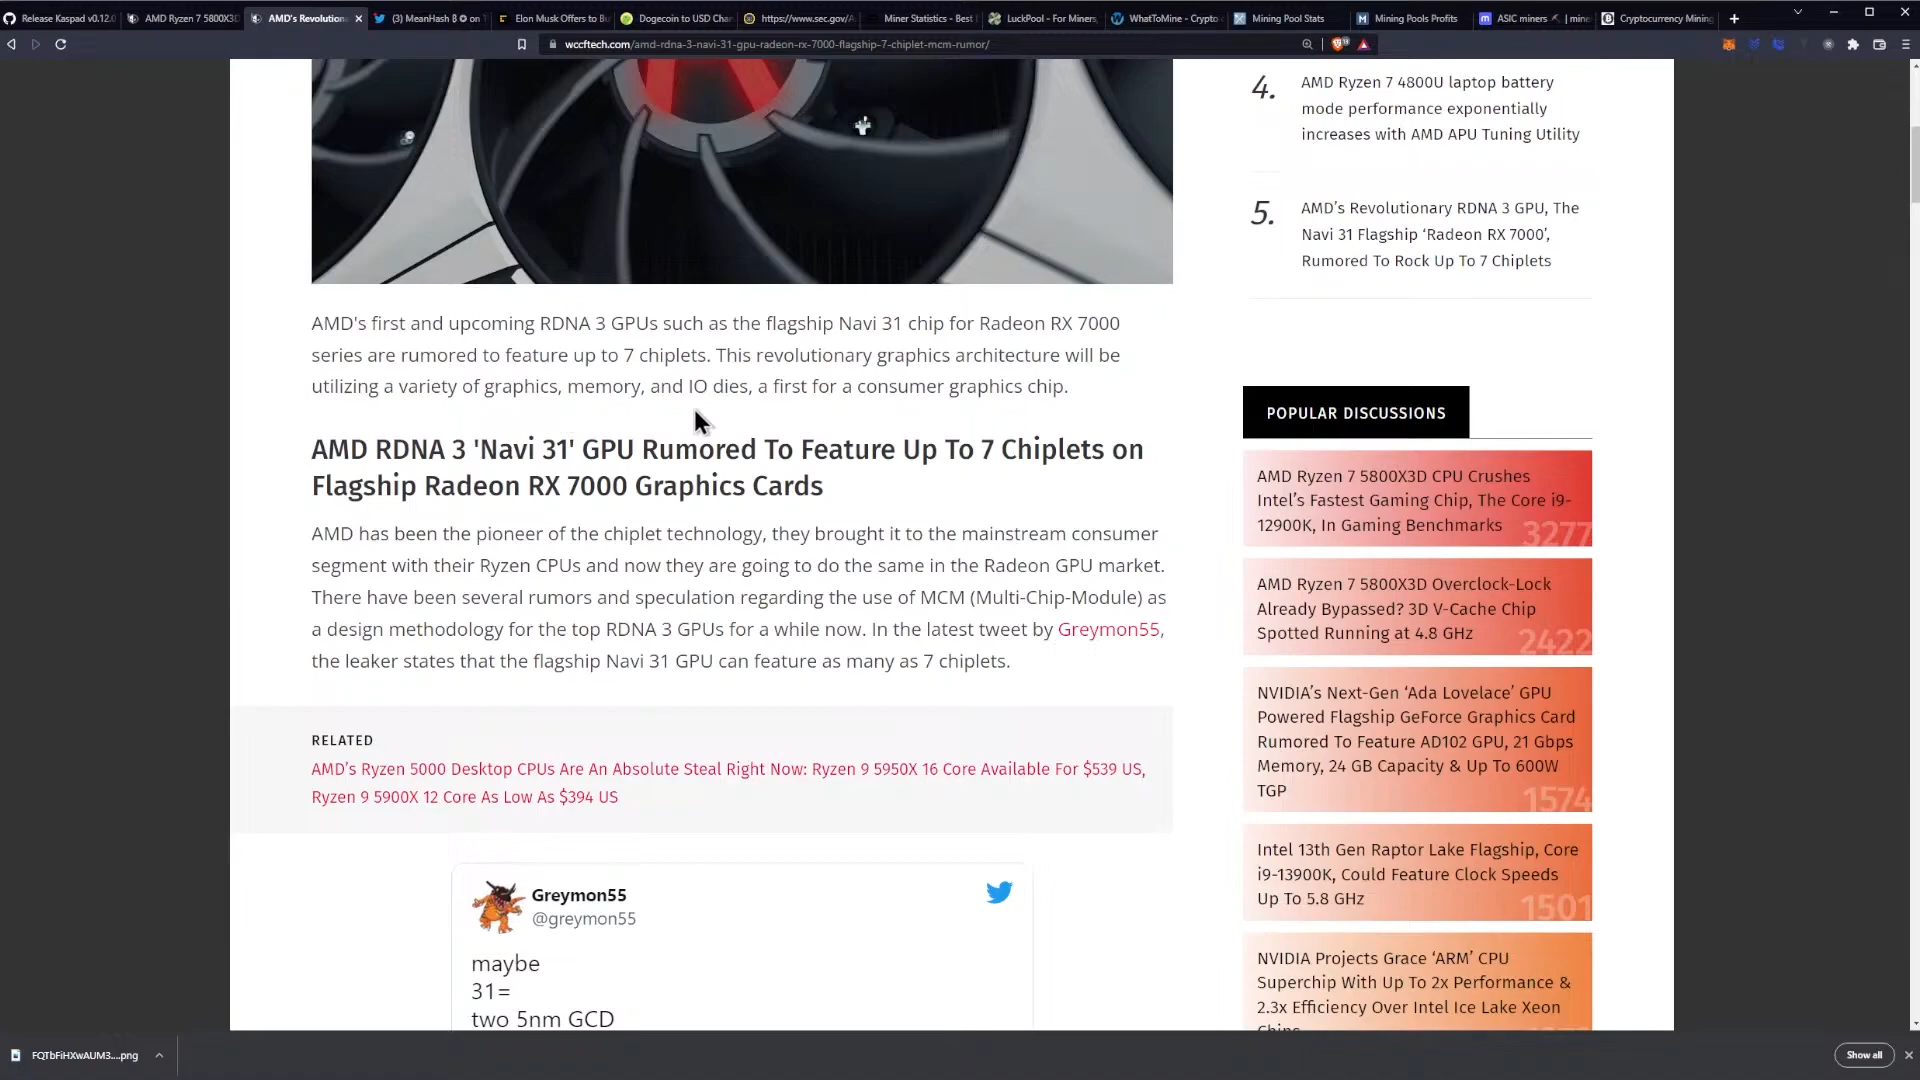 Release Kaspad v0.12.0
AMD Ryzen 7 5800X3D
AMD's Revolution
(3) MeanHash
on
Elon Musk Offers to Bu
Dogecoin to USD Char
https://www.sec.gov/A
Miner Statistics - Best
LuckPool - For Miners
WhatToMine - Crypto
Mining Pool Stats
Mining Pools Profits
ASIC miners
mine
Cryptocurrency Mining
wccftech.com/amd-rdna-3-navi-31-gpu-radeon-rx-7000-flagship-7-chiplet-mcm-rumor/
AMD's first and upcoming RDNA 3 GPUs such as the flagship Navi 31 chip for Radeon RX 7000
series are rumored to feature up to 7 chiplets. This revolutionary graphics architecture will be
utilizing a variety of graphics, memory, and IO dies, a first for a consumer graphics chip.
AMD RDNA 3 'Navi 31' GPU Rumored To Feature Up To 7 Chiplets on
Flagship Radeon RX 7000 Graphics Cards
AMD has been the pioneer of the chiplet technology, they brought it to the mainstream consumer
segment with their Ryzen CPUs and now they are going to do the same in the Radeon GPU market.
There have been several rumors and speculation regarding the use of MCM (Multi-Chip-Module) as
a design methodology for the top RDNA 3 GPUs for a while now. In the latest tweet by Greymon55,
the leaker states that the flagship Navi 31 GPU can feature as many as 7 chiplets.
RELATED
AMD's Ryzen 5000 Desktop CPUs Are An Absolute Steal Right Now: Ryzen 9 5950X 16 Core Available For $539 US,
Ryzen 9 5900X 12 Core As Low As $394 US
Greymon55
@greymon55
maybe
31=
two 5nm GCD
4.
AMD Ryzen 7 4800U laptop battery
mode performance exponentially
increases with AMD APU Tuning Utility
5.
AMD's Revolutionary RDNA 3 GPU, The
Navi 31 Flagship 'Radeon RX 7000',
Rumored To Rock Up To 7 Chiplets
POPULAR DISCUSSIONS
AMD Ryzen 7 5800X3D CPU Crushes
Intel's Fastest Gaming Chip, The Core i9-
12900K, In Gaming Benchmarks
3277
AMD Ryzen 7 5800X3D Overclock-Lock
Already Bypassed? 3D V-Cache Chip
Spotted Running at 4.8 GHz
2422
NVIDIA's Next-Gen 'Ada Lovelace' GPU
Powered Flagship GeForce Graphics Card
Rumored To Feature AD102 GPU, 21 Gbps
Memory, 24 GB Capacity & Up To 600W
TGP
1574
Intel 13th Gen Raptor Lake Flagship, Core
i9-13900K, Could Feature Clock Speeds
Up To 5.8 GHz
1501
NVIDIA Projects Grace 'ARM' CPU
Superchip With Up To 2x Performance &
2.3x Efficiency Over Intel Ice Lake Xeon
Chips
FQTbFiHXwAUM3....png
Show all